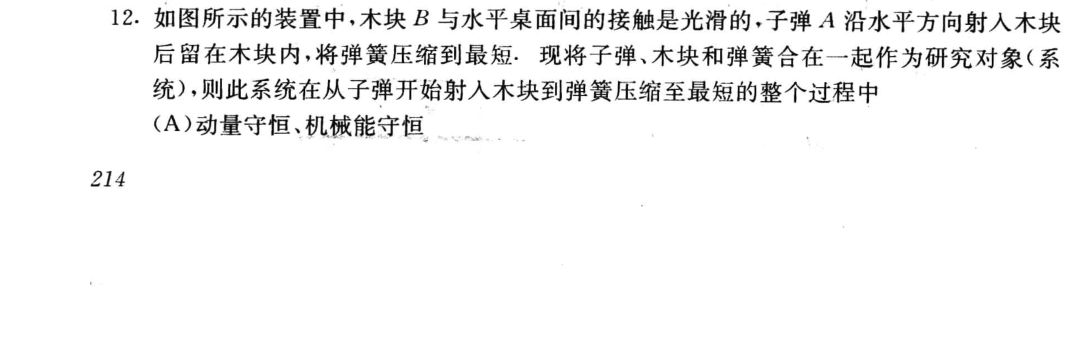 12. 如图所示的装置中,木块 B 与水平桌面间的接触是光滑的,子弹 A 沿水平方向射入木块
后留在木块内,将弹簧压缩到最短. 现将子弹、木块和弹簧合在一起作为研究对象(系
统),则此系统在从子弹开始射入木块到弹簧压缩至最短的整个过程中
(A)动量守恒、机械能守恒
214